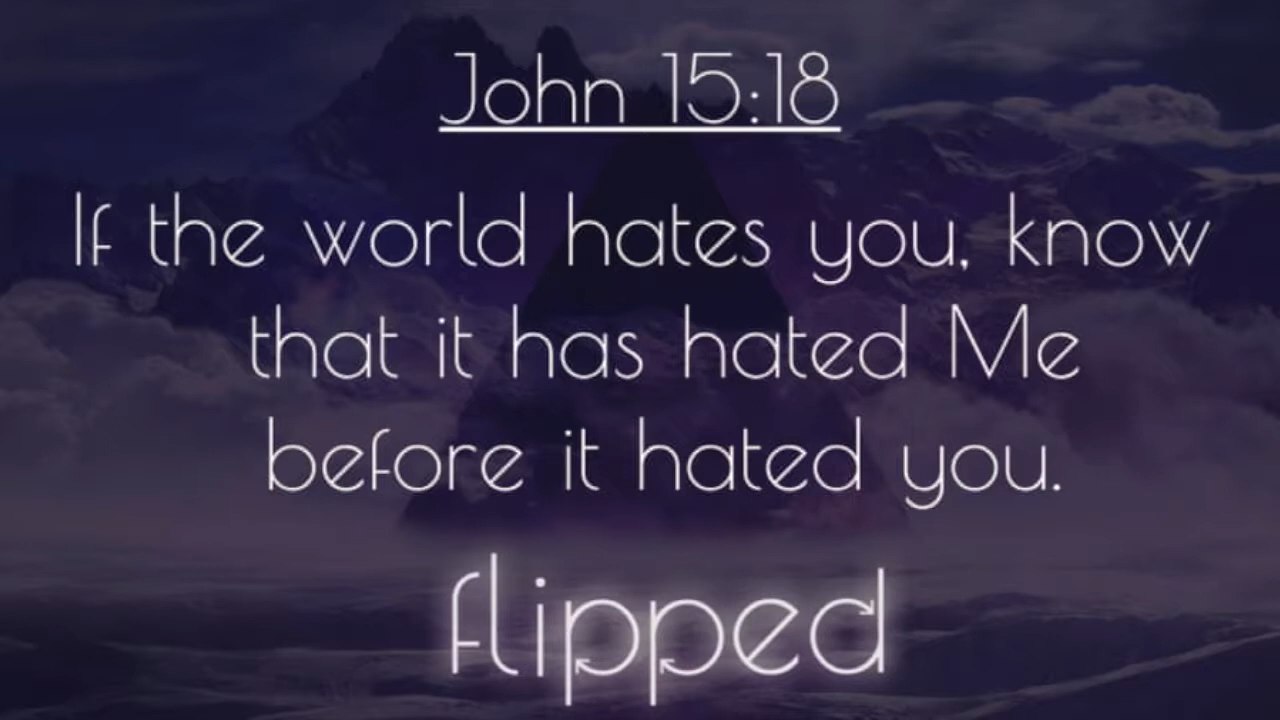 John 15:18
If the world hates you, know
that it has hated Me
before it hated you.
flipped